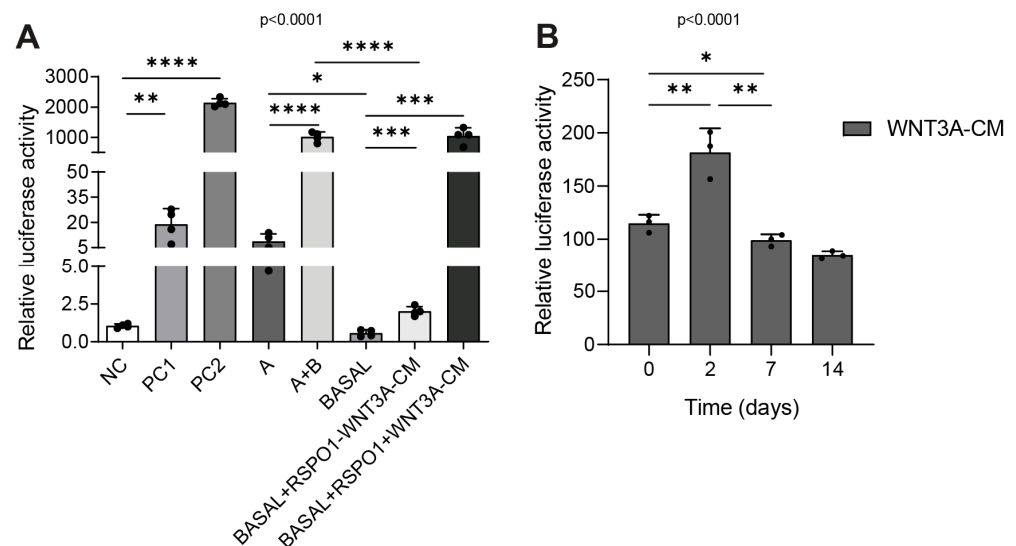 A
p<0.0001
****
****
*
****
**
****
***
***
Relative luciferase activity
3000
2000
1000
50
35
20
5
5.0
2.5
0.0
NC
PC1
PC2
A
A+B
BASAL
BASAL+RSPO1-WNT3A-CM
BASAL+RSPO1+WNT3A-CM
B
p<0.0001
*
**
**
Relative luciferase activity
250
200
150
100
50
0
0
2
7
14
Time (days)
WNT3A-CM